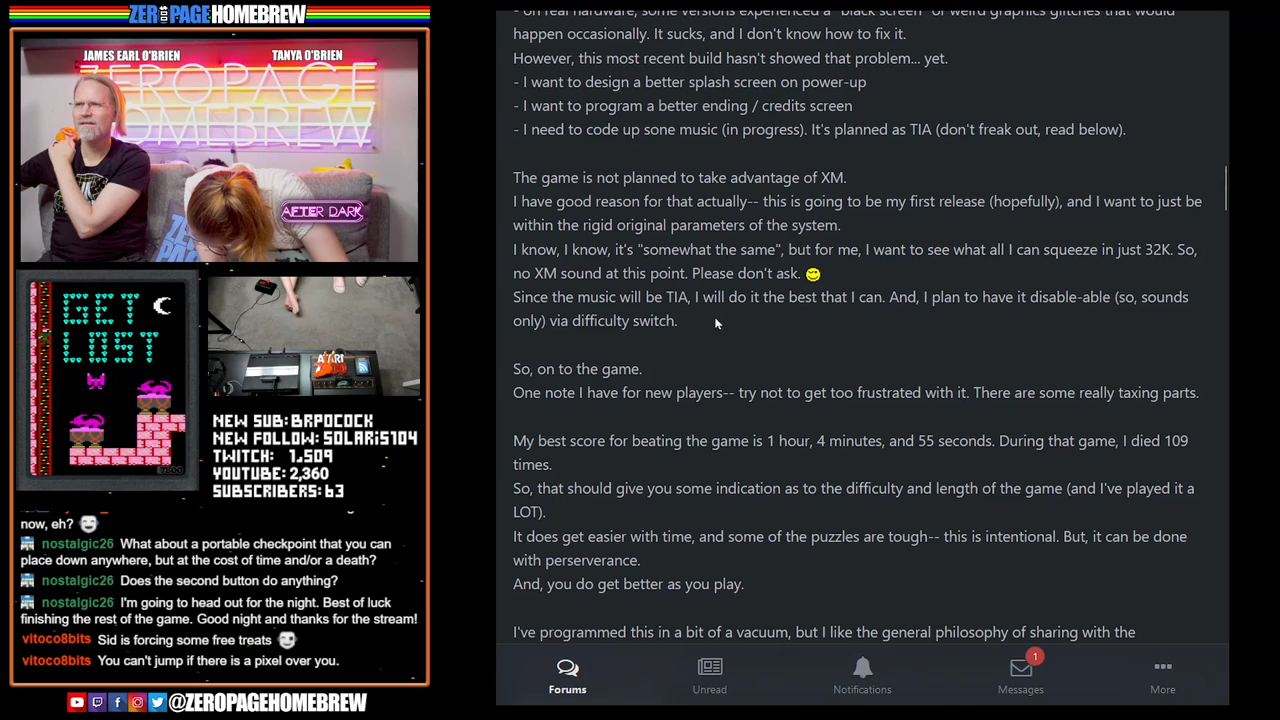 ZEROPAGEHOMEBREW
JAMES EARL O'BRIEN
TANYA O'BRIEN
ZEROPAGE
HOMEBREW
AFTER DARK
GET
LOST
ATARI
NEW SUB:BRPOCOCK
NEW FOLLOW:SOLARIS104
TWITCH: 1,509
YOUTUBE: 2,360
SUBSCRIBERS: 63
now, eh?
nostalgic26 What about a portable checkpoint that you can
place down anywhere, but at the cost of time and/or a death?
nostalgic26 Does the second button do anything?
nostalgic26 I'm going to head out for the night. Best of luck
finishing the rest of the game. Good night and thanks for the stream!
vitoco8bits Sid is forcing some free treats
vitoco8bits You can't jump if there is a pixel over you.
@ZEROPAGEHOMEBREW
happen occasionally. It sucks, and I don't know how to fix it.
However, this most recent build hasn't showed that problem... yet.
- I want to design a better splash screen on power-up
- I want to program a better ending / credits screen
- I need to code up sone music (in progress). It's planned as TIA (don't freak out, read below).
The game is not planned to take advantage of XM.
I have good reason for that actually-- this is going to be my first release (hopefully), and I want to just be
within the rigid original parameters of the system.
I know, I know, it's "somewhat the same", but for me, I want to see what all I can squeeze in just 32K. So,
no XM sound at this point. Please don't ask.
Since the music will be TIA, I will do it the best that I can. And, I plan to have it disable-able (so, sounds
only) via difficulty switch.
So, on to the game.
One note I have for new players-- try not to get too frustrated with it. There are some really taxing parts.
My best score for beating the game is 1 hour, 4 minutes, and 55 seconds. During that game, I died 109
times.
So, that should give you some indication as to the difficulty and length of the game (and I've played it a
LOT).
It does get easier with time, and some of the puzzles are tough-- this is intentional. But, it can be done
with perserverance.
And, you do get better as you play.
I've programmed this in a bit of a vacuum, but I like the general philosophy of sharing with the
1
Forums
Unread
Notifications
Messages
More